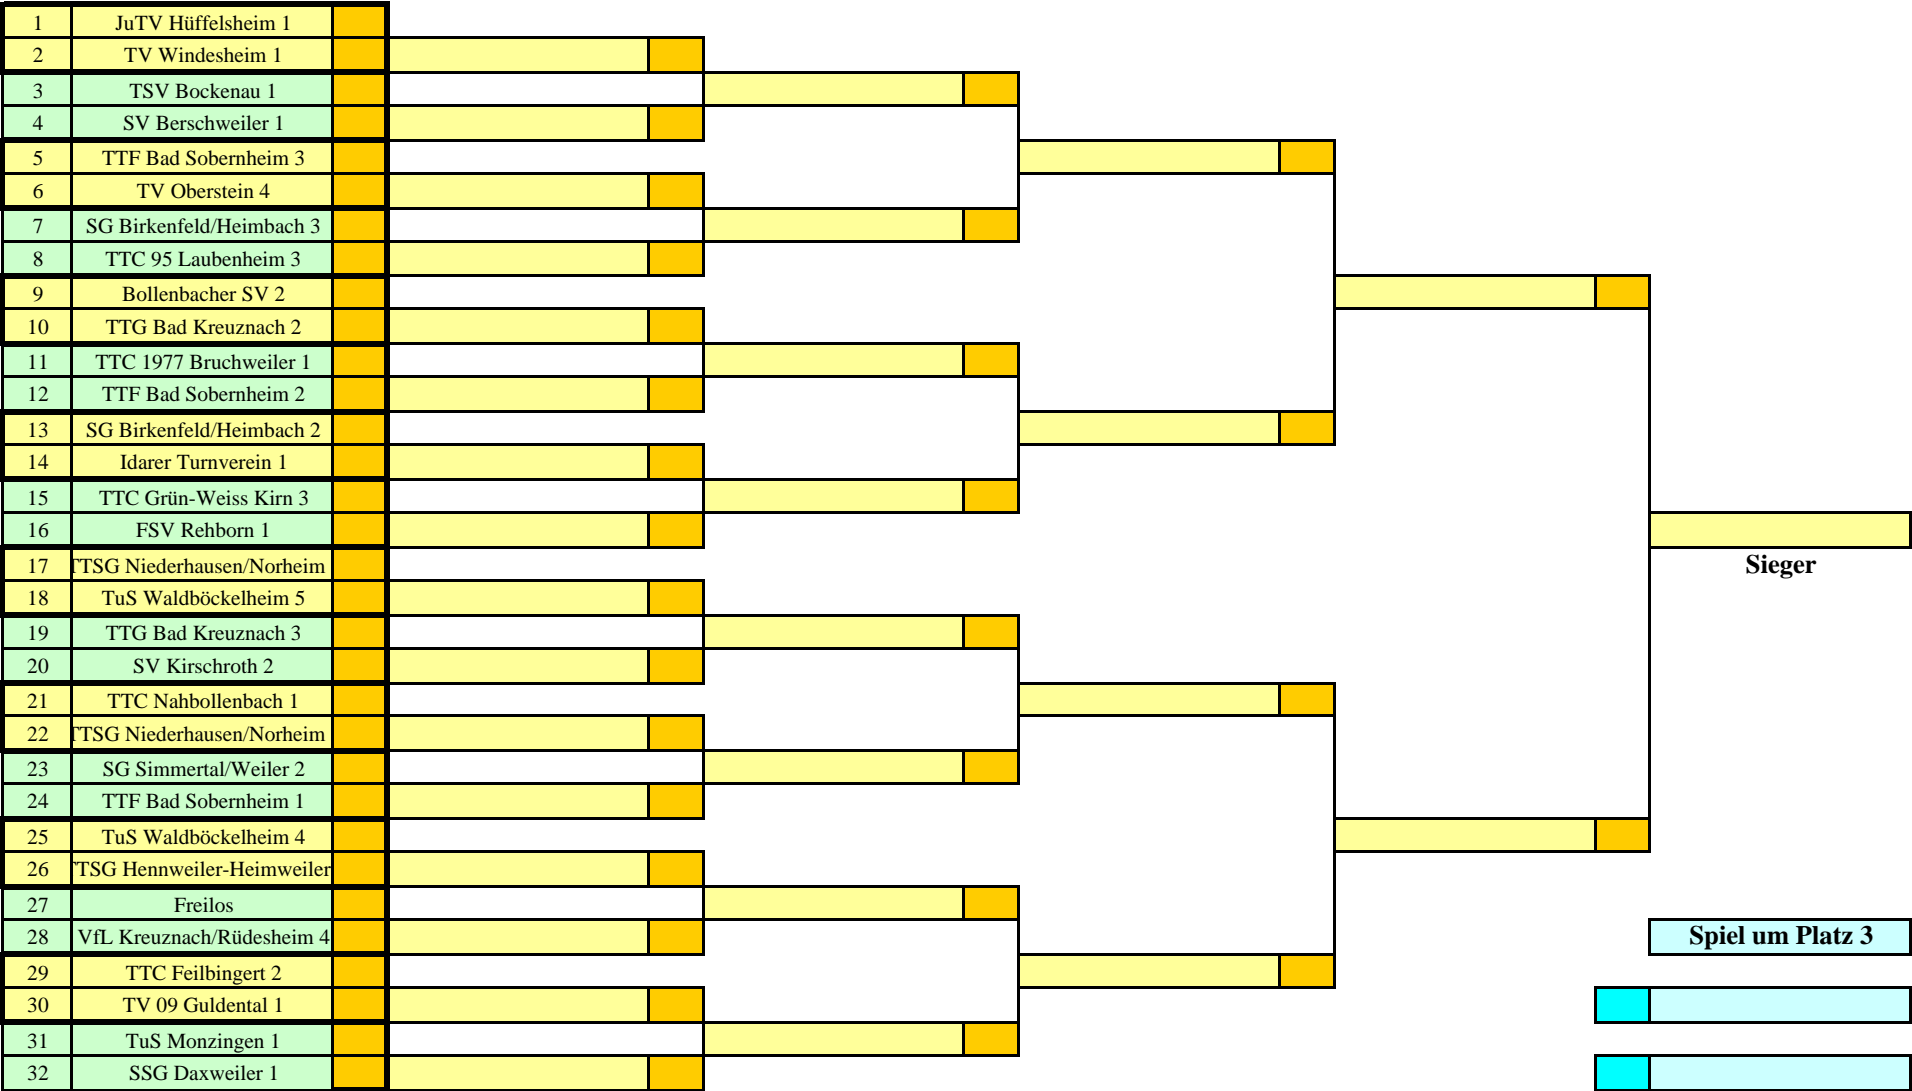 1 JuTV Hüffelsheim 1
2 TV Windesheim 1
3 TSV Bockenau 1
4 SV Berschweiler 1
5 TTF Bad Sobernheim 3
6 TV Oberstein 4
7 SG Birkenfeld/Heimbach 3
8 TTC 95 Laubenheim 3
9 Bollenbacher SV 2
10 TTG Bad Kreuznach 2
11 TTC 1977 Bruchweiler 1
12 TTF Bad Sobernheim 2
13 SG Birkenfeld/Heimbach 2
14 Idarer Turnverein 1
15 TTC Grün-Weiss Kirn 3
16 FSV Rehborn 1
17 TTSG Niederhausen/Norheim
Sieger
18 TuS Waldböckelheim 5
19 TTG Bad Kreuznach 3
20 SV Kirschroth 2
21 TTC Nahbollenbach 1
22 TTSG Niederhausen/Norheim
23 SG Simmertal/Weiler 2
24 TTF Bad Sobernheim 1
25 TuS Waldböckelheim 4
26 TTSG Hennweiler-Heimweiler
27 Freilos
28 VfL Kreuznach/Rüdesheim 4
Spiel um Platz 3
29 TTC Feilbingert 2
30 TV 09 Guldental 1
31 TuS Monzingen 1
32 SSG Daxweiler 1